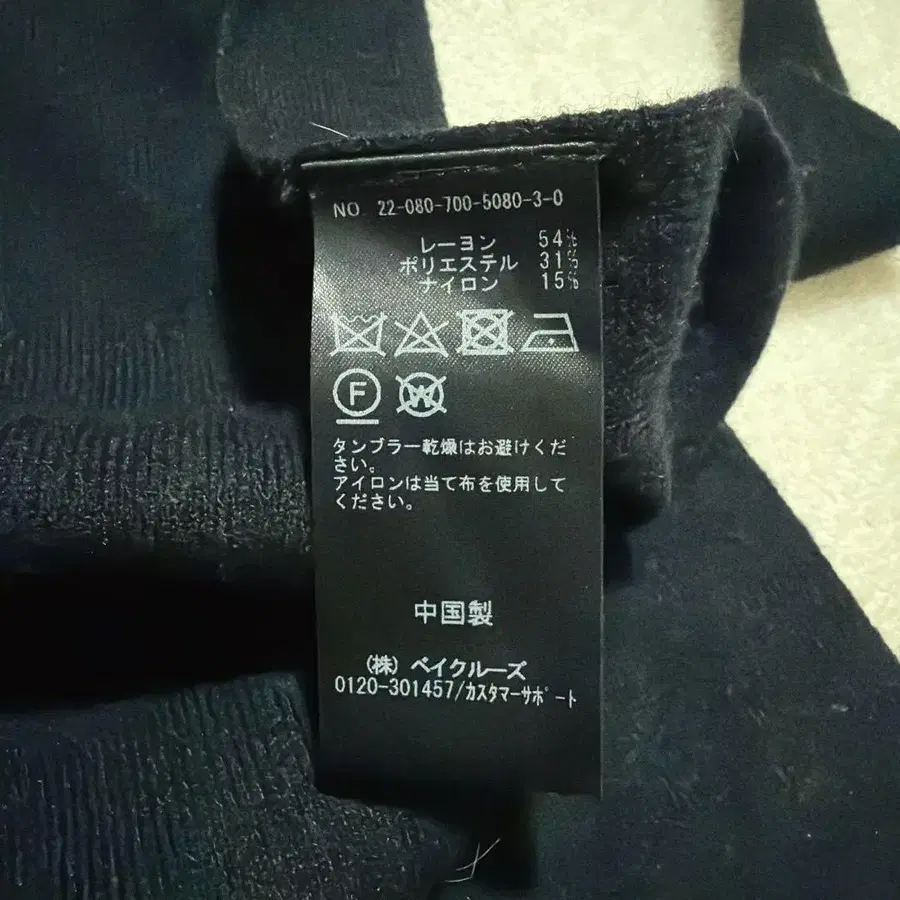 NO. 22-080-700-5080-3-0
レーヨン 54%
ポリエステル 31%
ナイロン 15%
F W
タンブラー乾燥はお避けくだ
さい。
アイロンは当て布を使用して
ください。
中国製
(株) ベイクルーズ
0120-301457/カスタマーサポート